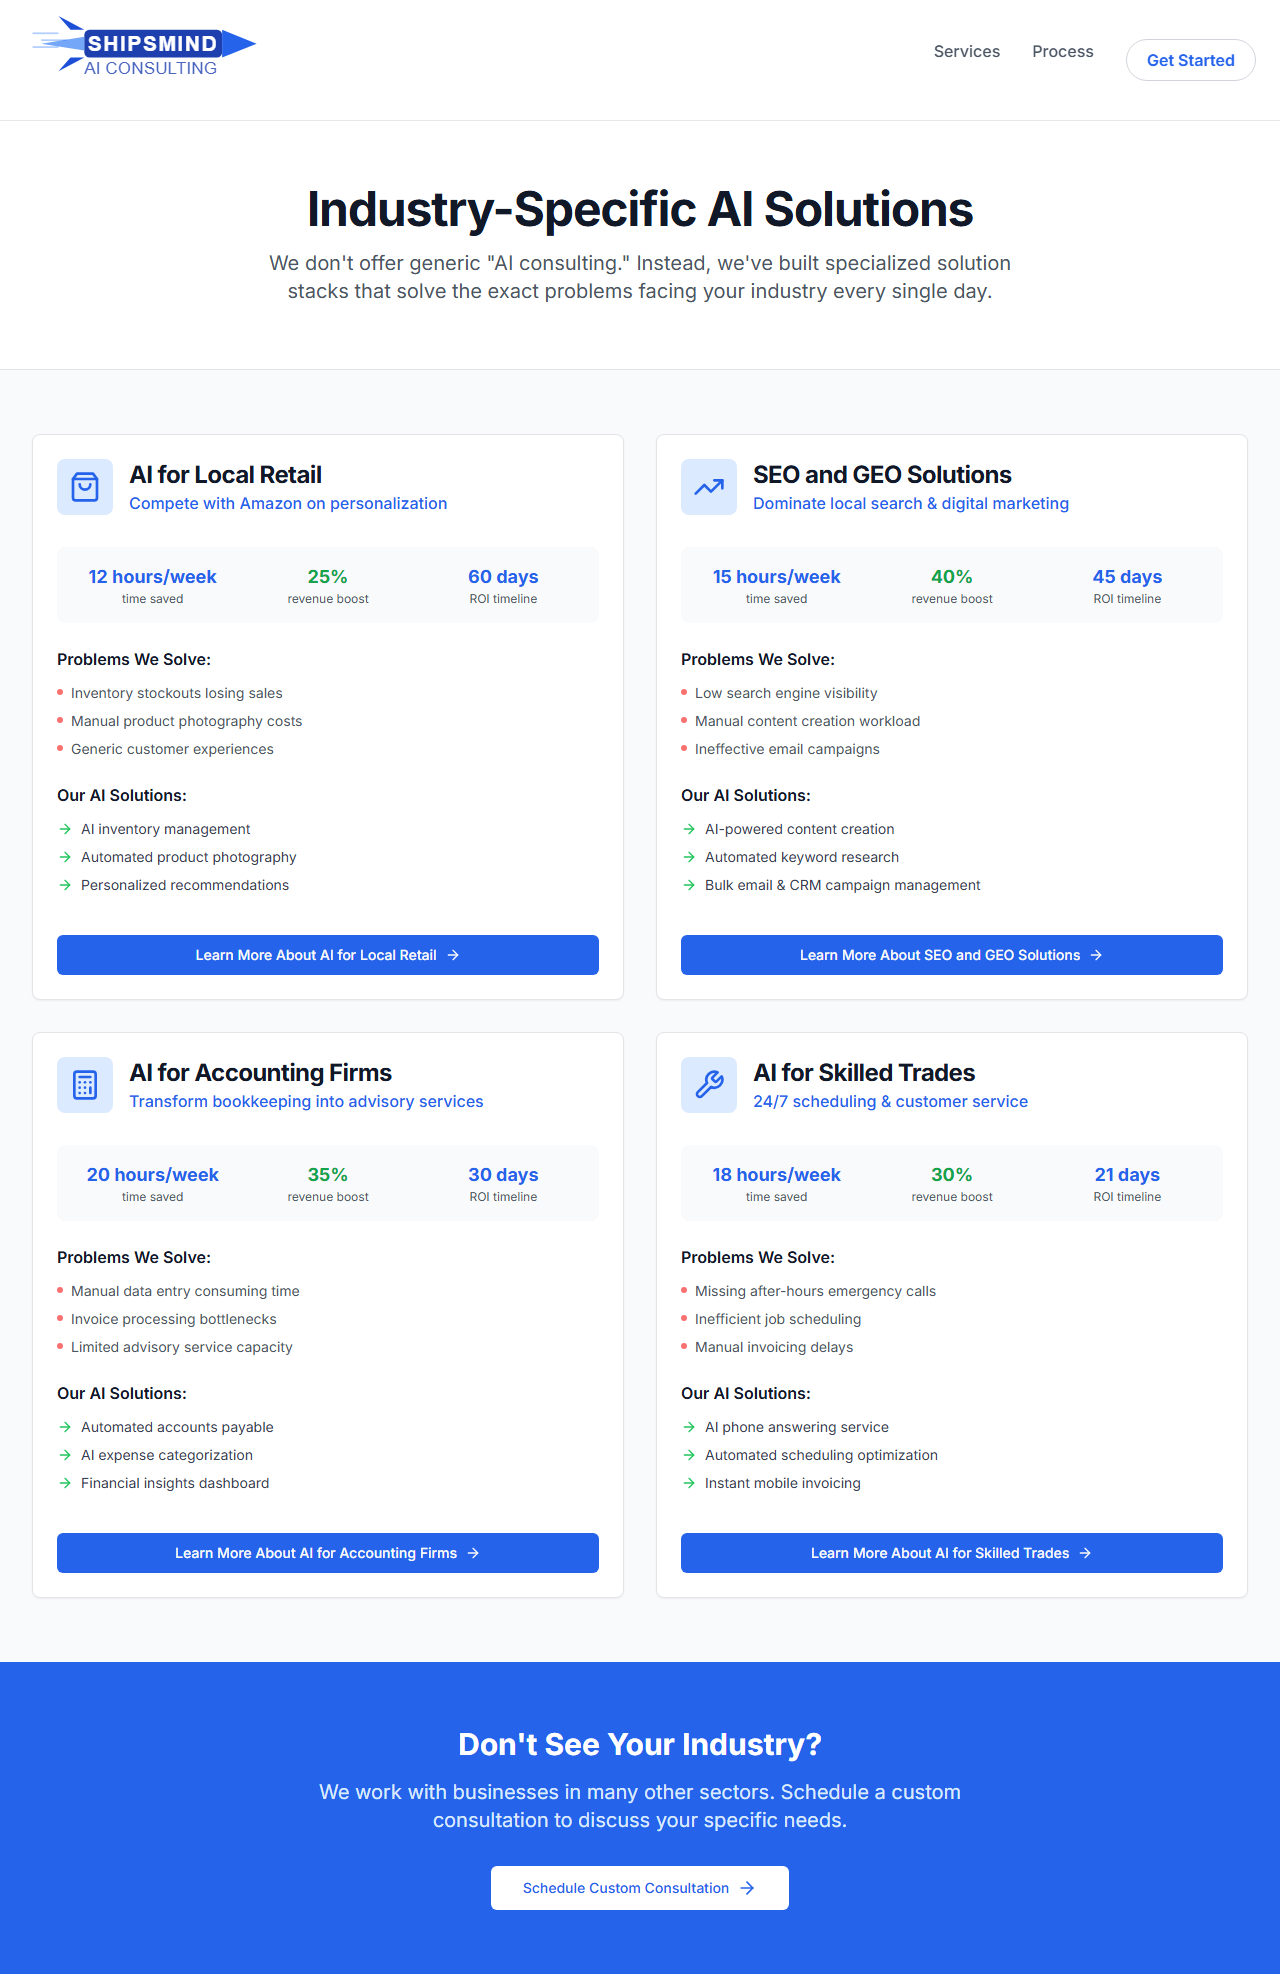 SHIPSMIND
AI CONSULTING
Services
Process
Get Started
Industry-Specific AI Solutions
We don't offer generic "AI consulting." Instead, we've built specialized solution
stacks that solve the exact problems facing your industry every single day.
AI for Local Retail
Compete with Amazon on personalization
12 hours/week
time saved
25%
revenue boost
60 days
ROI timeline
Problems We Solve:
Inventory stockouts losing sales
Manual product photography costs
Generic customer experiences
Our AI Solutions:
AI inventory management
Automated product photography
Personalized recommendations
Learn More About AI for Local Retail
SEO and GEO Solutions
Dominate local search & digital marketing
15 hours/week
time saved
40%
revenue boost
45 days
ROI timeline
Problems We Solve:
Low search engine visibility
Manual content creation workload
Ineffective email campaigns
Our AI Solutions:
AI-powered content creation
Automated keyword research
Bulk email & CRM campaign management
Learn More About SEO and GEO Solutions
AI for Accounting Firms
Transform bookkeeping into advisory services
20 hours/week
time saved
35%
revenue boost
30 days
ROI timeline
Problems We Solve:
Manual data entry consuming time
Invoice processing bottlenecks
Limited advisory service capacity
Our AI Solutions:
Automated accounts payable
AI expense categorization
Financial insights dashboard
Learn More About AI for Accounting Firms
AI for Skilled Trades
24/7 scheduling & customer service
18 hours/week
time saved
30%
revenue boost
21 days
ROI timeline
Problems We Solve:
Missing after-hours emergency calls
Inefficient job scheduling
Manual invoicing delays
Our AI Solutions:
AI phone answering service
Automated scheduling optimization
Instant mobile invoicing
Learn More About AI for Skilled Trades
Don't See Your Industry?
We work with businesses in many other sectors. Schedule a custom
consultation to discuss your specific needs.
Schedule Custom Consultation